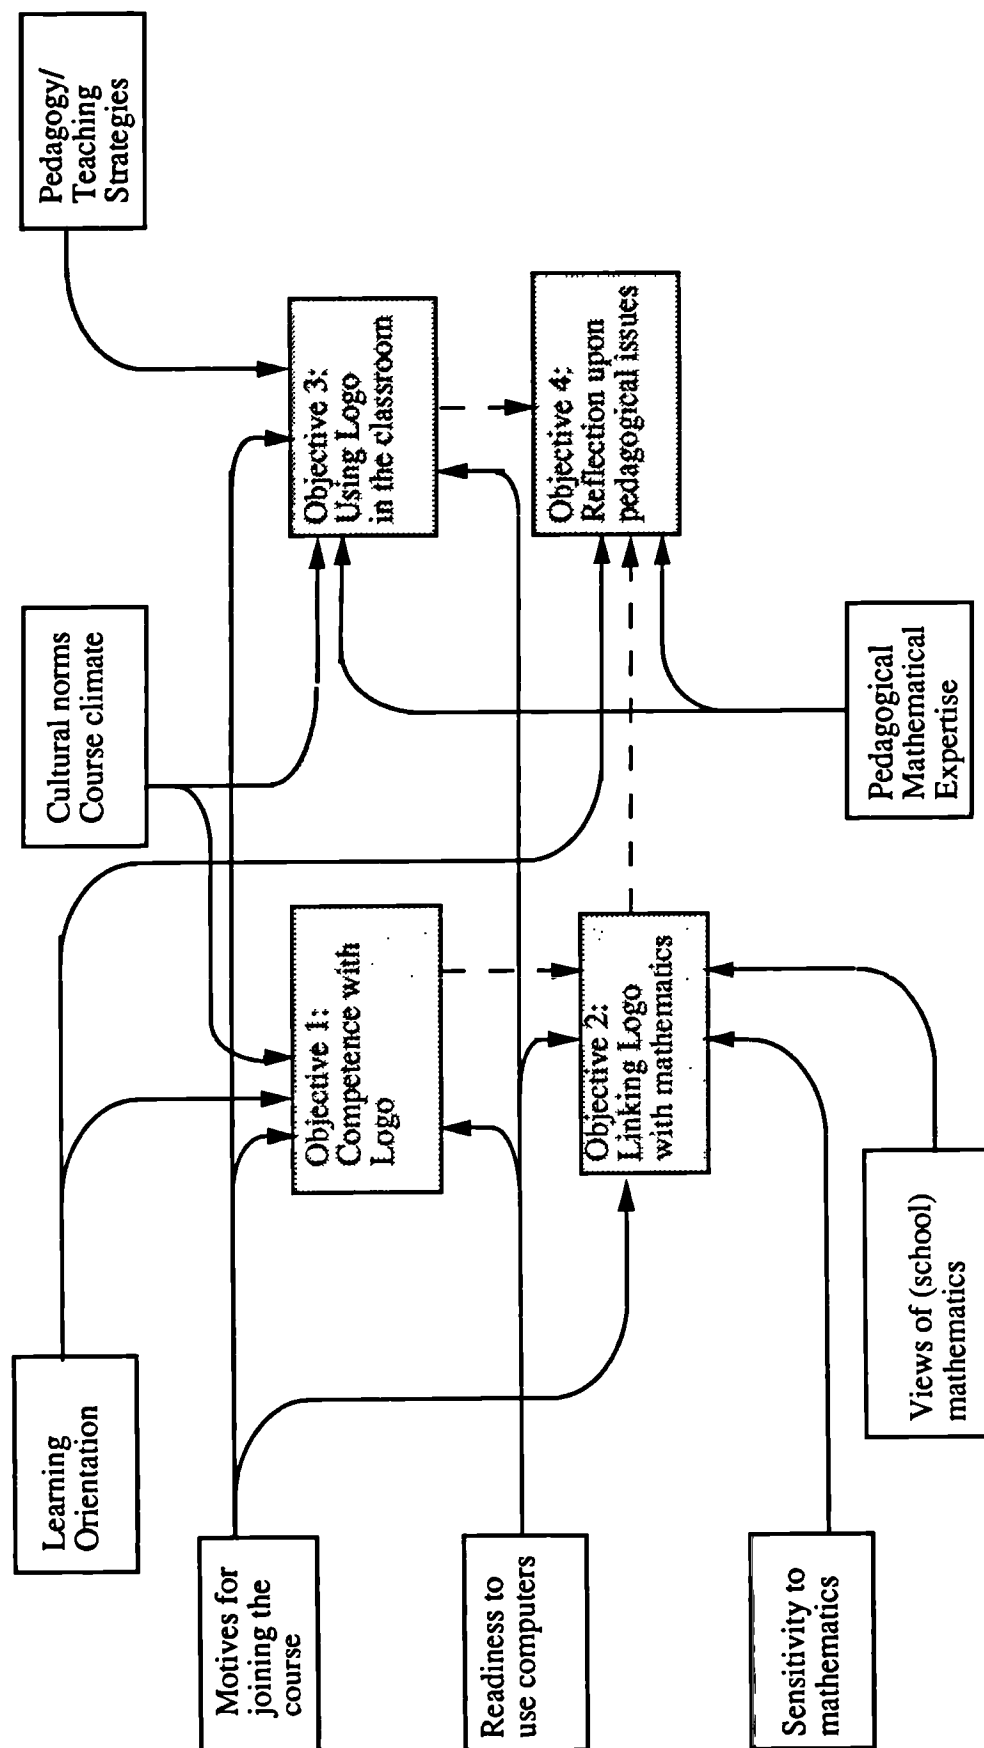 Pedagogy/
Teaching
Strategies
Cultural norms
Course climate
Learning
Orientation
Objective 3:
Using Logo
in the classroom
Objective 1:
Competence with
Logo
Motives for
joining the
course
Objective 4:
Reflection upon
pedagogical issues
Objective 2:
Linking Logo
with mathematics
Readiness to
use computers
Pedagogical
Mathematical
Expertise
Views of (school)
mathematics
Sensitivity to
mathematics